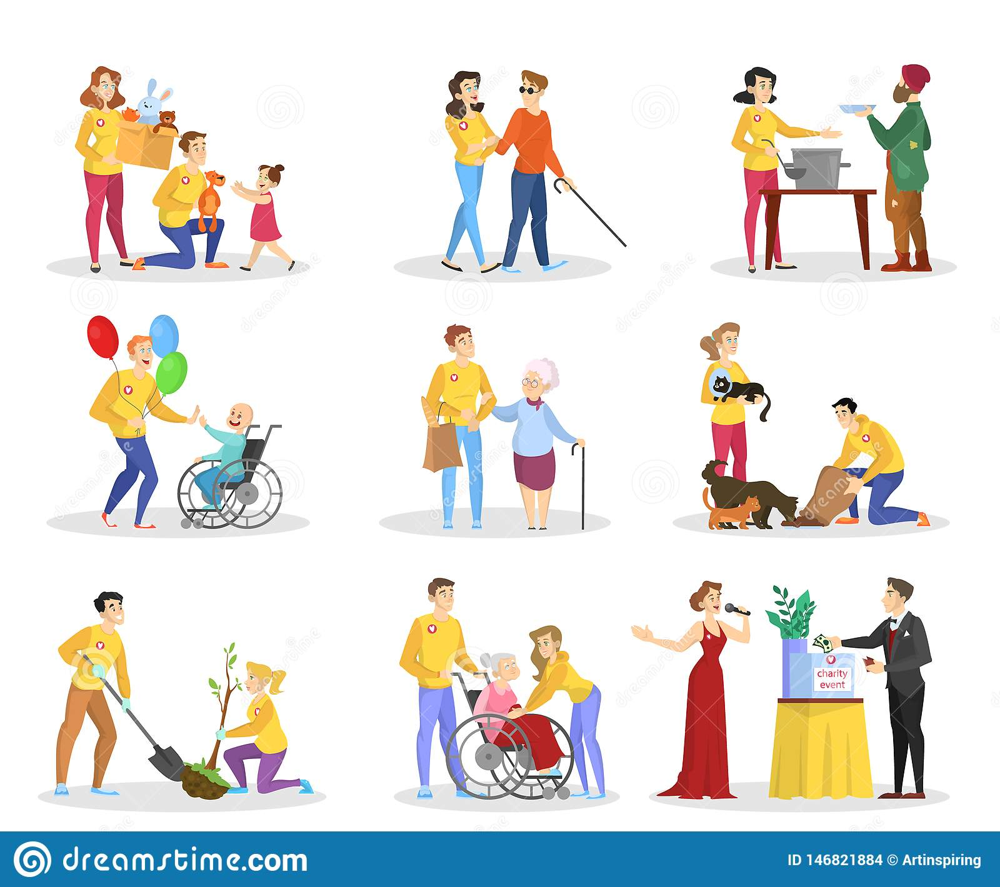 charity
event
dreamstime.com
ID 146821884 © Artinspiring